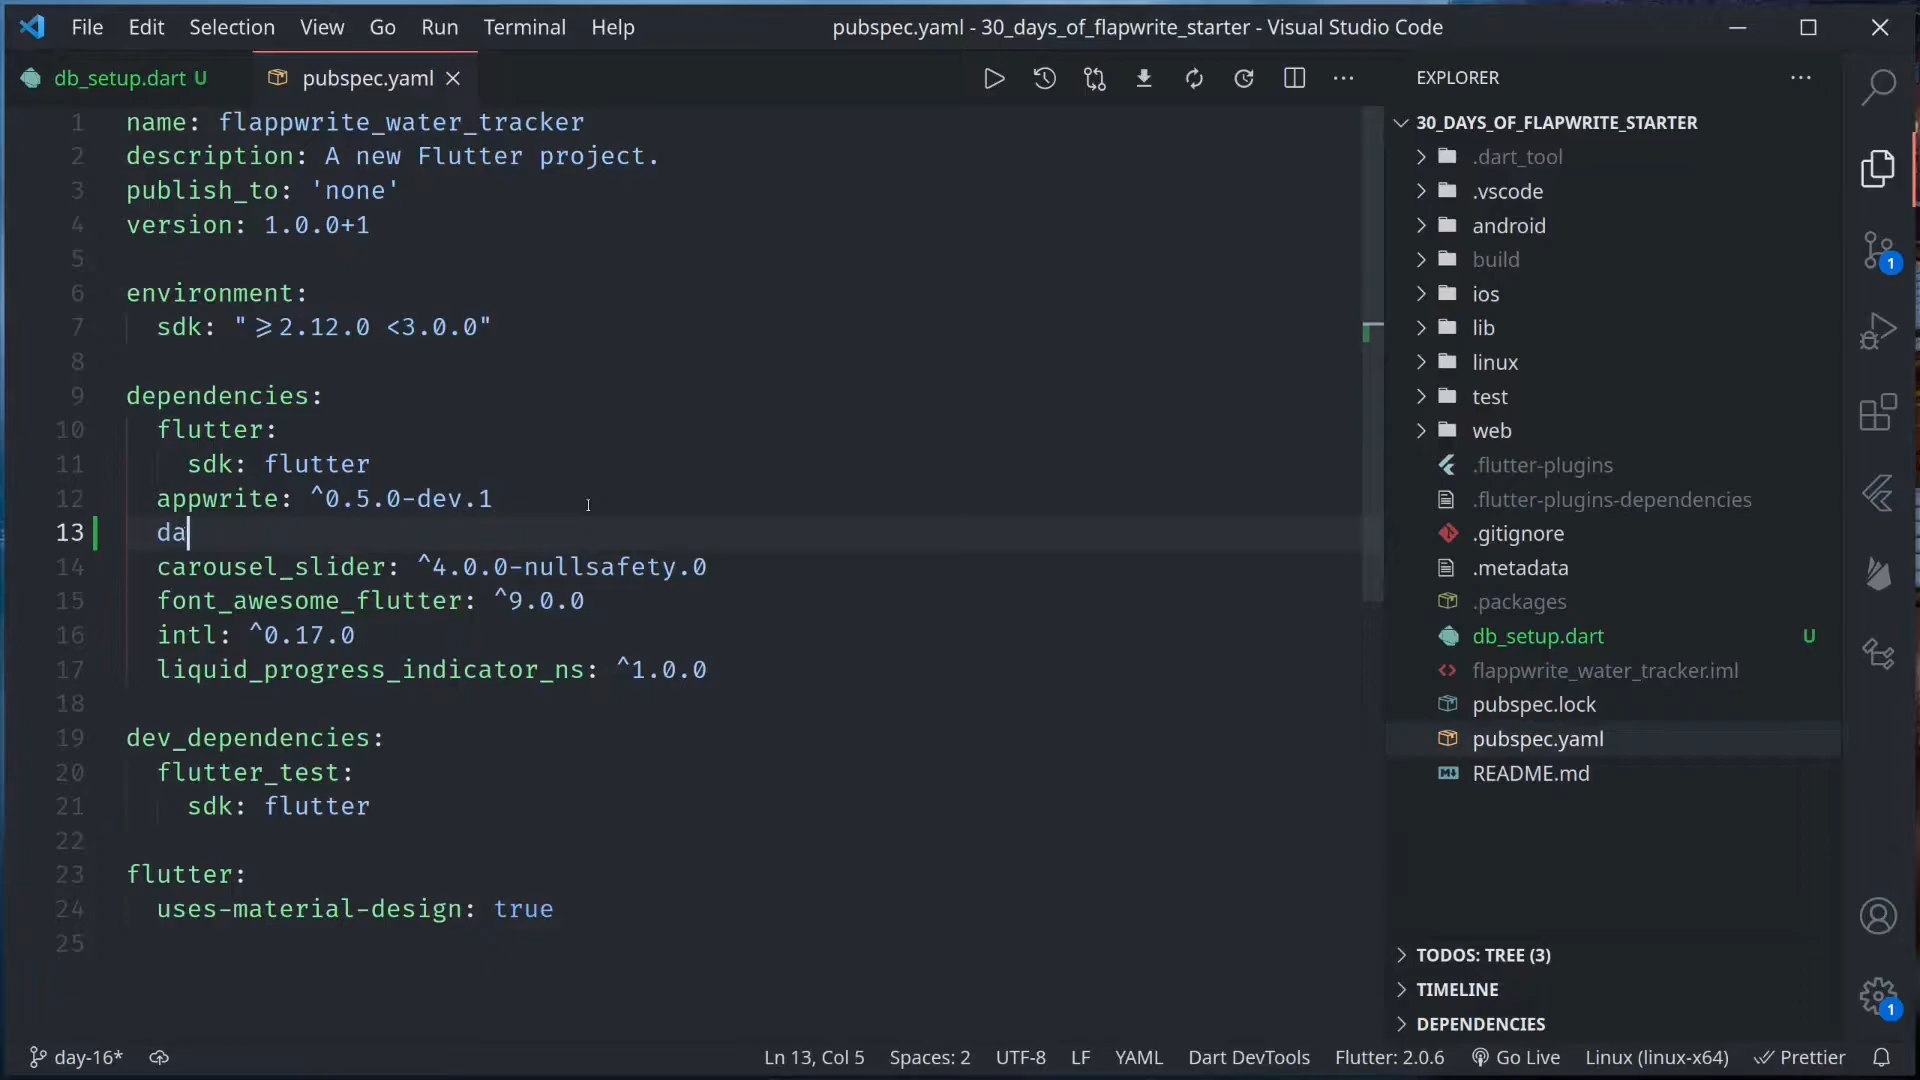 File Edit Selection View Go Run Terminal Help
pubspec.yaml - 30_days_of_flapwrite_starter - Visual Studio Code
db_setup.dart U
pubspec.yaml
1 name: flappwrite_water_tracker
2 description: A new Flutter project.
3 publish_to: 'none'
4 version: 1.0.0+1
5
6 environment:
7 sdk: ">=2.12.0 <3.0.0"
8
9 dependencies:
10 flutter:
11 sdk: flutter
12 appwrite: ^0.5.0-dev.1
13 da
14 carousel_slider: ^4.0.0-nullsafety.0
15 font_awesome_flutter: ^9.0.0
16 intl: ^0.17.0
17 liquid_progress_indicator_ns: ^1.0.0
18
19 dev_dependencies:
20 flutter_test:
21 sdk: flutter
22
23 flutter:
24 uses-material-design: true
25
EXPLORER
30_DAYS_OF_FLAPWRITE_STARTER
.dart_tool
.vscode
android
build
ios
lib
linux
test
web
.flutter-plugins
.flutter-plugins-dependencies
.gitignore
.metadata
.packages
db_setup.dart U
flappwrite_water_tracker.iml
pubspec.lock
pubspec.yaml
README.md
TODOS: TREE (3)
TIMELINE
DEPENDENCIES
1
1
day-16*
Ln 13, Col 5
Spaces: 2
UTF-8
LF
YAML
Dart DevTools
Flutter: 2.0.6
Go Live
Linux (linux-x64)
Prettier